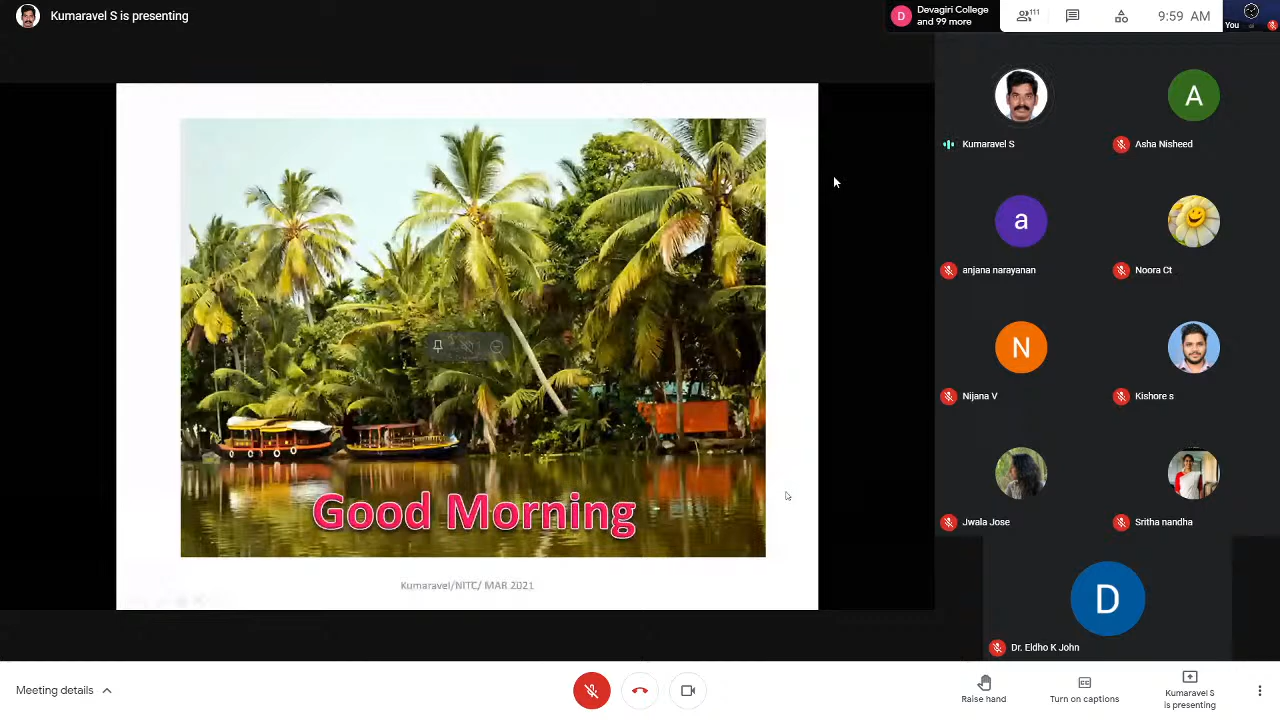 Kumaravel S is presenting
D
Devagiri College
and 99 more
111
9:59 AM
You
Kumaravel S
A
Asha Nisheed
a
anjana narayanan
Noora Ct
N
Nijana V
Kishore s
Jwala Jose
Sritha nandha
D
Dr. Eldho K John
Good Morning
Kumaravel/NITC/ MAR 2021
Meeting details
Raise hand
Turn on captions
Kumaravel S
is presenting